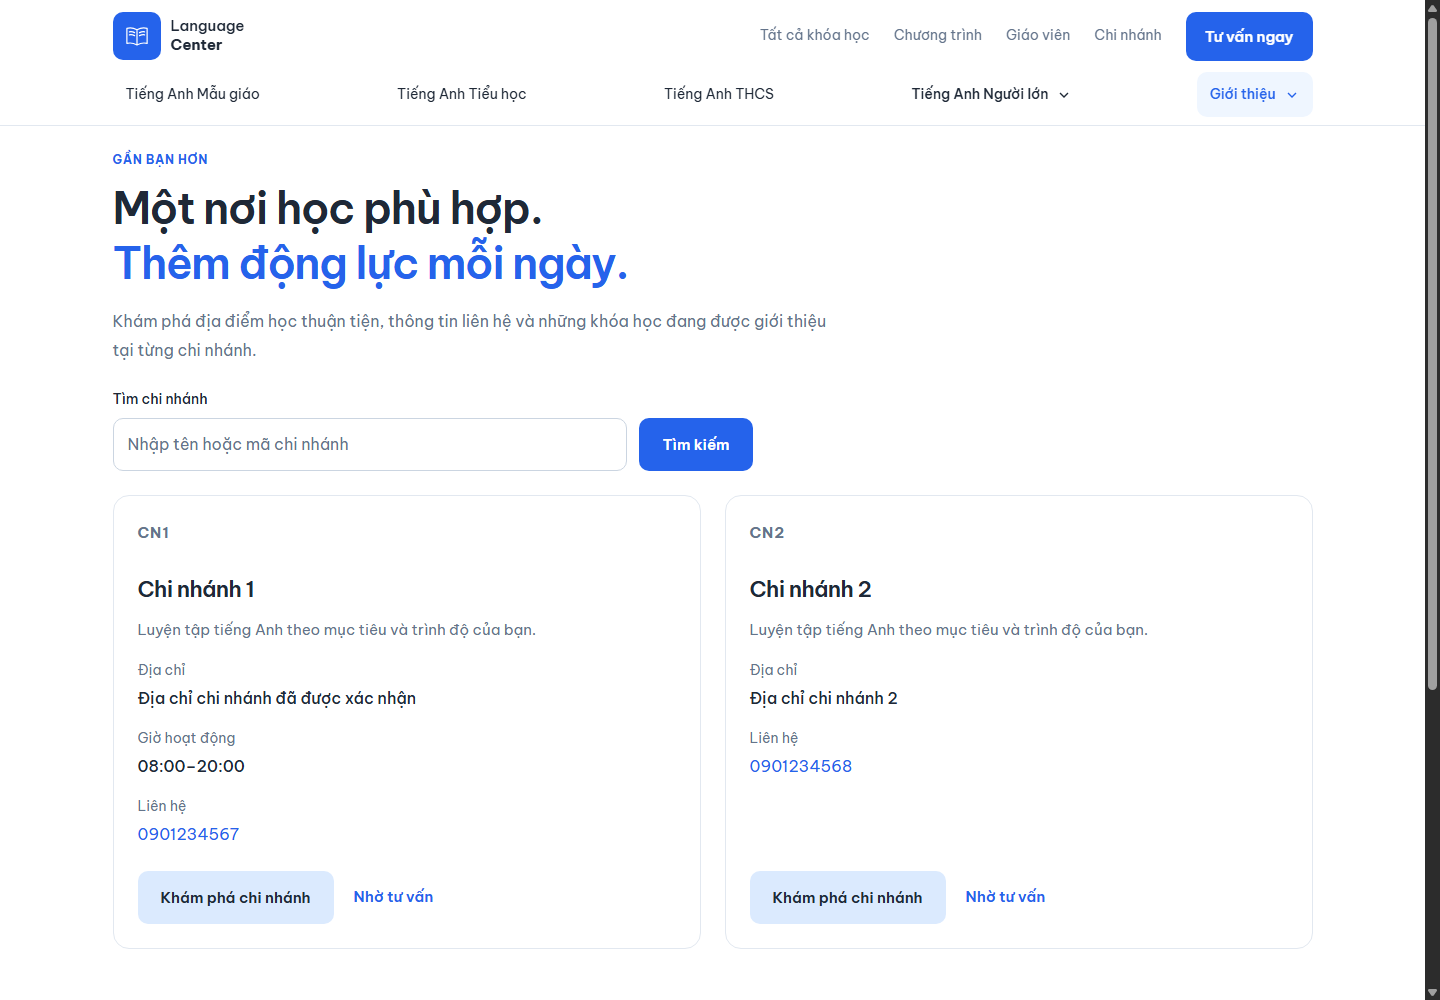 Language
Center
Tất cả khóa học
Chương trình
Giáo viên
Chi nhánh
Tư vấn ngay
Tiếng Anh Mẫu giáo
Tiếng Anh Tiểu học
Tiếng Anh THCS
Tiếng Anh Người lớn
Giới thiệu
GẦN BẠN HƠN
Một nơi học phù hợp.
Thêm động lực mỗi ngày.
Khám phá địa điểm học thuận tiện, thông tin liên hệ và những khóa học đang được giới thiệu
tại từng chi nhánh.
Tìm chi nhánh
Nhập tên hoặc mã chi nhánh
Tìm kiếm
CN1
Chi nhánh 1
Luyện tập tiếng Anh theo mục tiêu và trình độ của bạn.
Địa chỉ
Địa chỉ chi nhánh đã được xác nhận
Giờ hoạt động
08:00–20:00
Liên hệ
0901234567
Khám phá chi nhánh
Nhờ tư vấn
CN2
Chi nhánh 2
Luyện tập tiếng Anh theo mục tiêu và trình độ của bạn.
Địa chỉ
Địa chỉ chi nhánh 2
Liên hệ
0901234568
Khám phá chi nhánh
Nhờ tư vấn